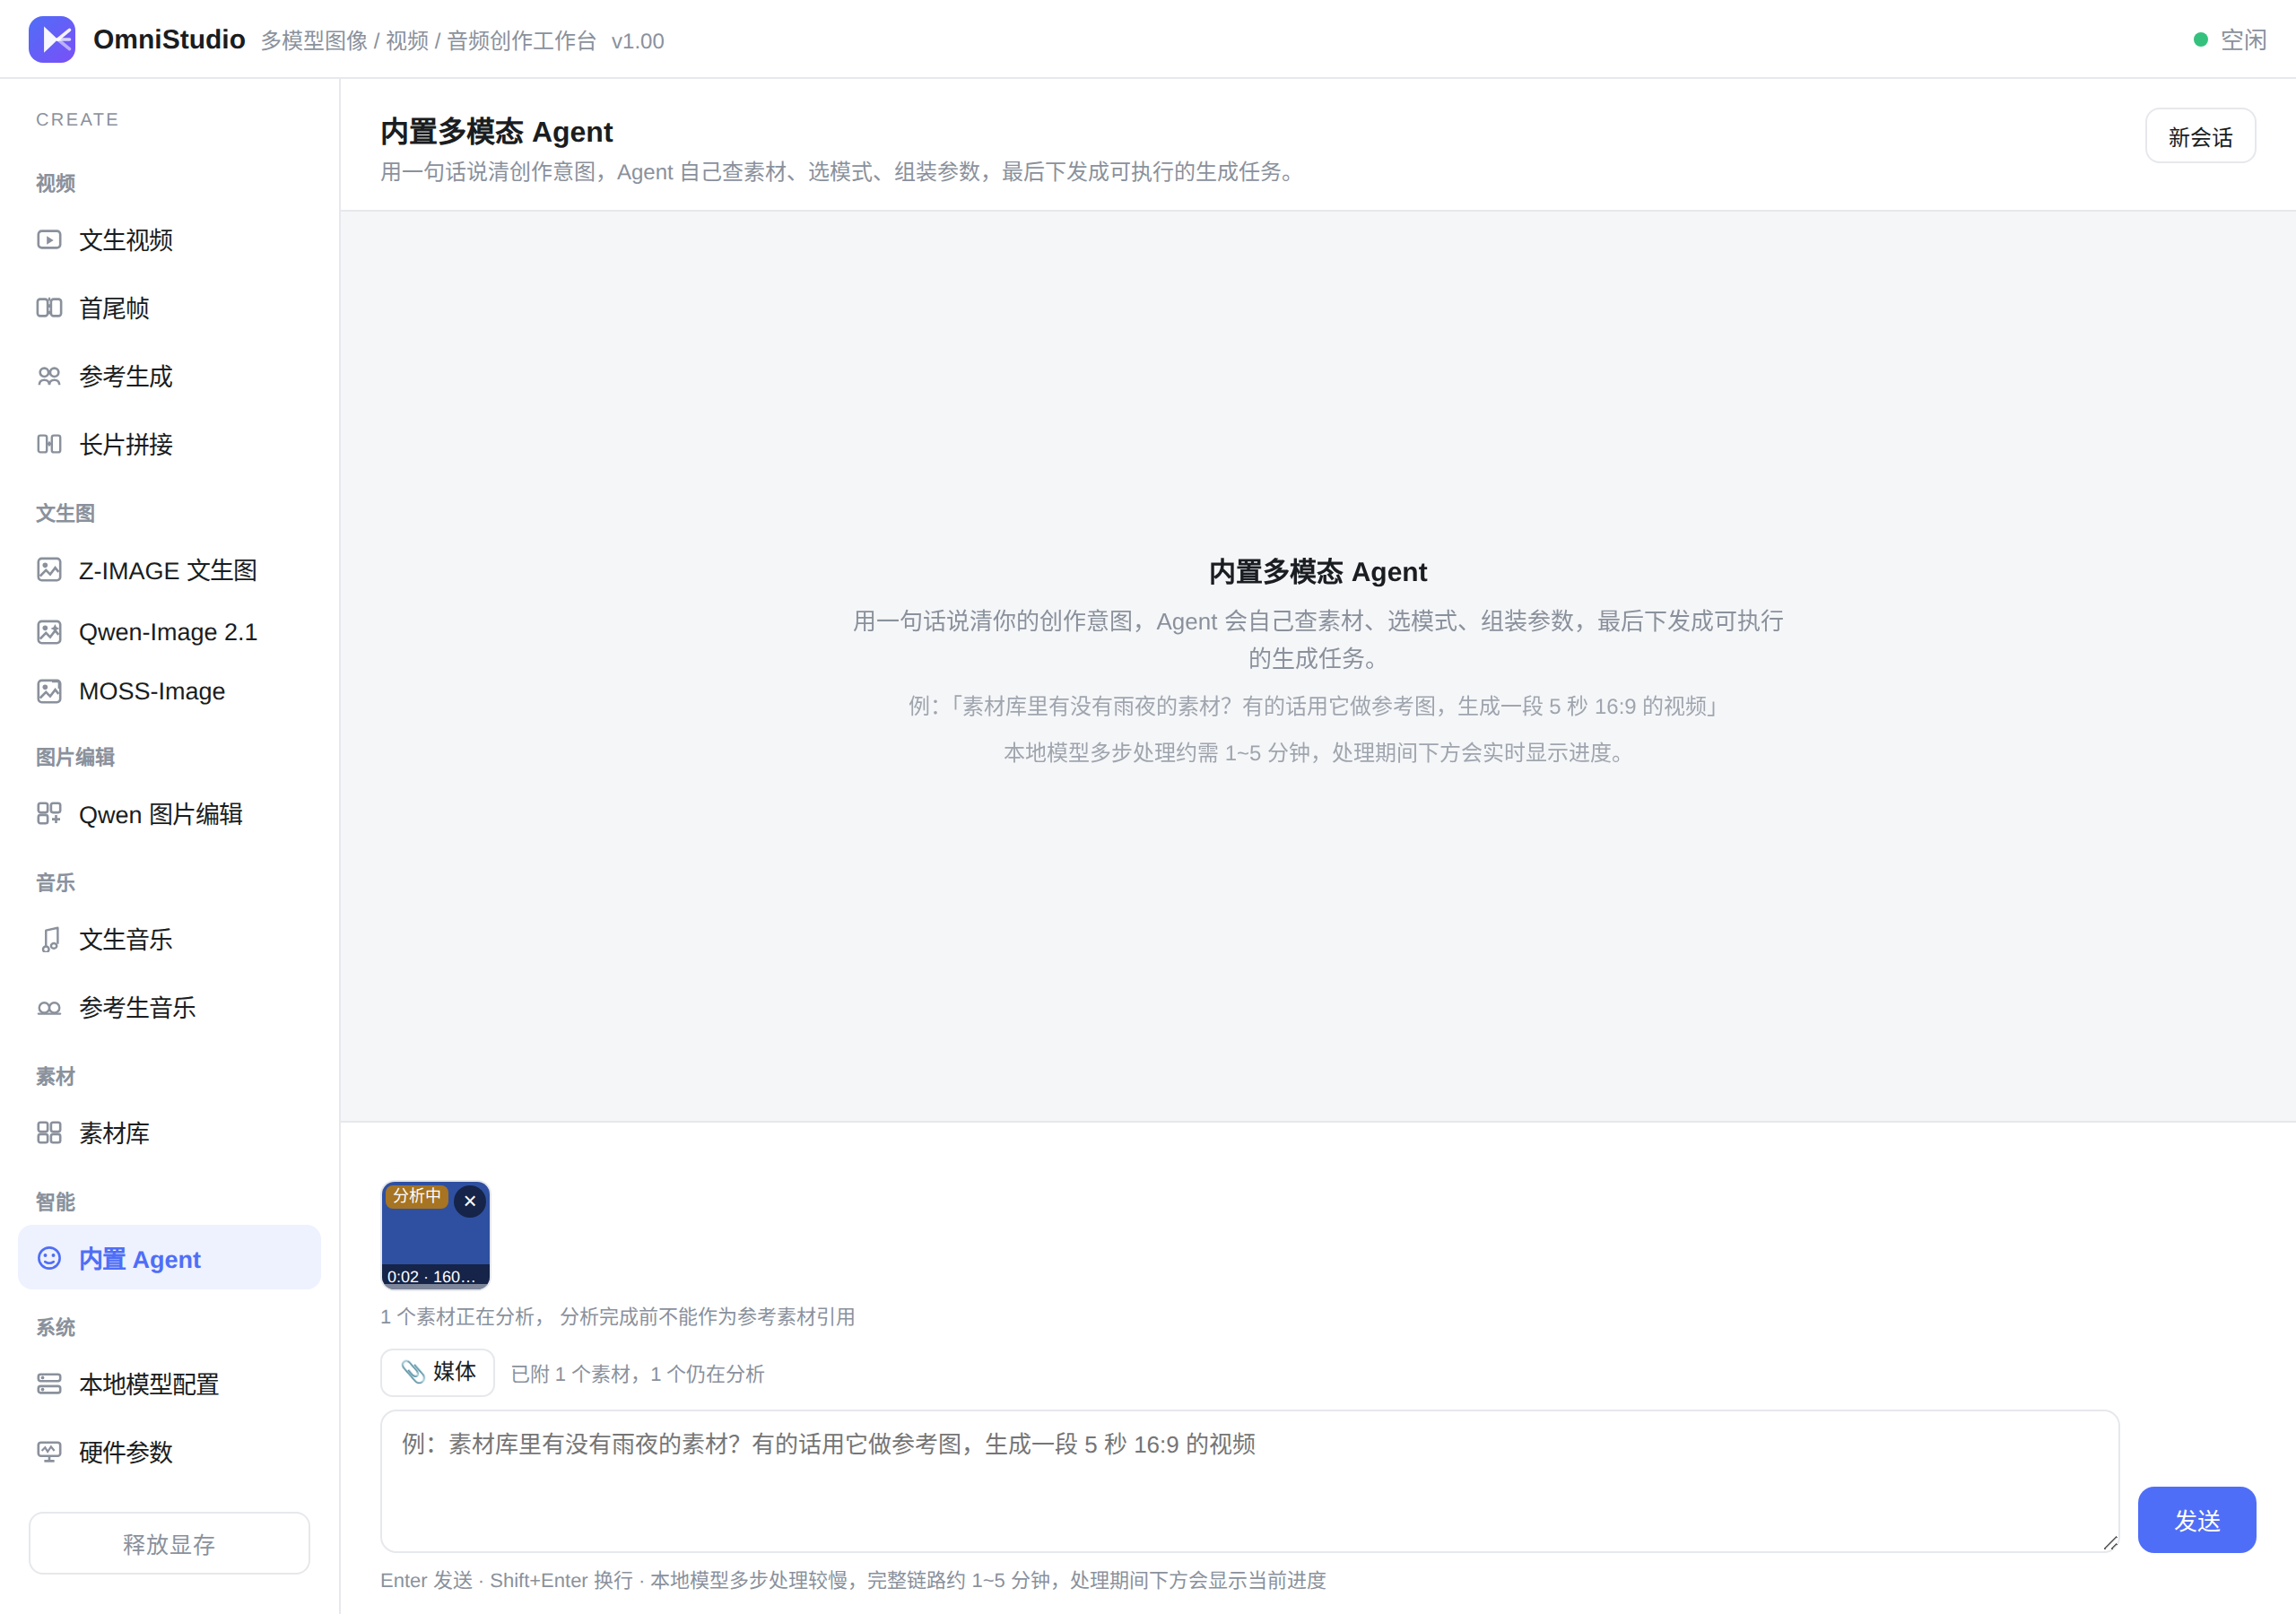 OmniStudio 多模型图像 / 视频 / 音频创作工作台 v1.00
空闲
CREATE
视频
文生视频
首尾帧
参考生成
长片拼接
文生图
Z-IMAGE 文生图
Qwen-Image 2.1
MOSS-Image
图片编辑
Qwen 图片编辑
音乐
文生音乐
参考生音乐
素材
素材库
智能
内置 Agent
系统
本地模型配置
硬件参数
释放显存
内置多模态 Agent
用一句话说清创作意图，Agent 自己查素材、选模式、组装参数，最后下发成可执行的生成任务。
新会话
内置多模态 Agent
用一句话说清你的创作意图，Agent 会自己查素材、选模式、组装参数，最后下发成可执行
的生成任务。
例：「素材库里有没有雨夜的素材？有的话用它做参考图，生成一段 5 秒 16:9 的视频」
本地模型多步处理约需 1~5 分钟，处理期间下方会实时显示进度。
分析中
0:02 · 160…
1 个素材正在分析， 分析完成前不能作为参考素材引用
📎 媒体 已附 1 个素材，1 个仍在分析
例：素材库里有没有雨夜的素材？有的话用它做参考图，生成一段 5 秒 16:9 的视频
发送
Enter 发送 · Shift+Enter 换行 · 本地模型多步处理较慢，完整链路约 1~5 分钟，处理期间下方会显示当前进度